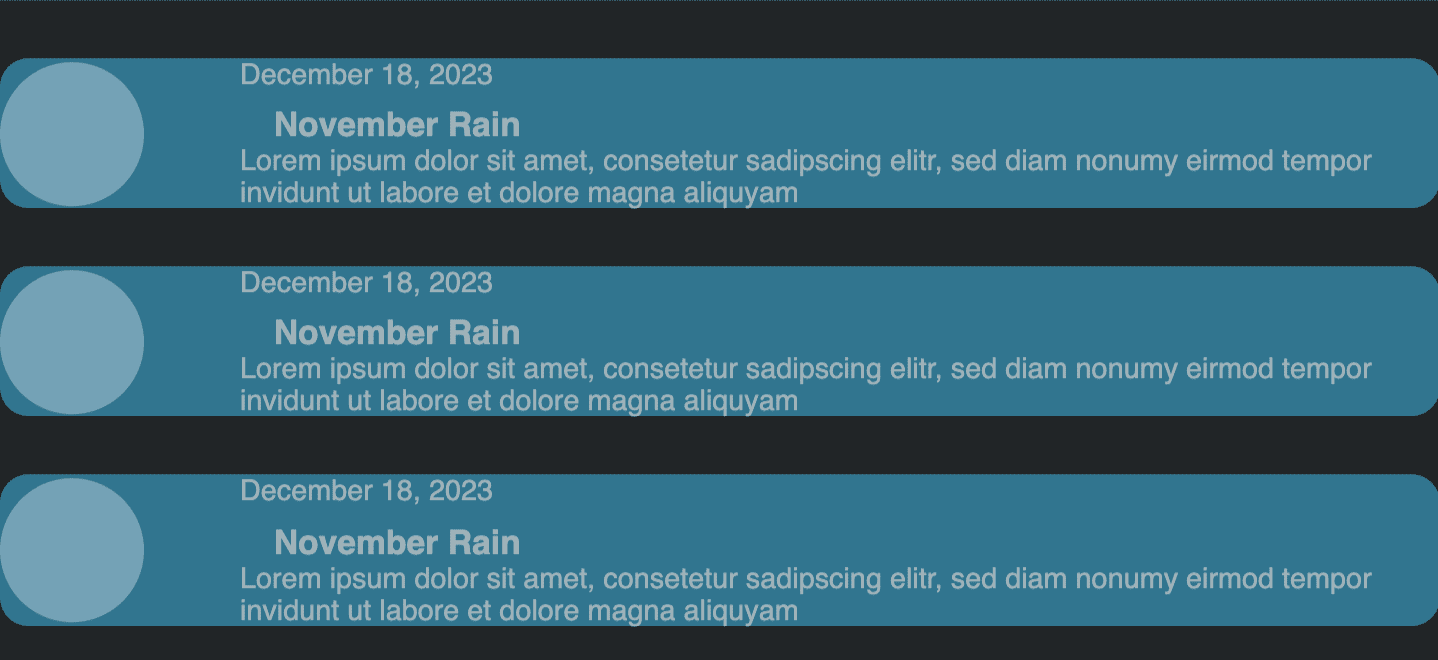 December 18, 2023
November Rain
Lorem ipsum dolor sit amet, consetetur sadipscing elitr, sed diam nonumy eirmod tempor
invidunt ut labore et dolore magna aliquyam
December 18, 2023
November Rain
Lorem ipsum dolor sit amet, consetetur sadipscing elitr, sed diam nonumy eirmod tempor
invidunt ut labore et dolore magna aliquyam
December 18, 2023
November Rain
Lorem ipsum dolor sit amet, consetetur sadipscing elitr, sed diam nonumy eirmod tempor
invidunt ut labore et dolore magna aliquyam